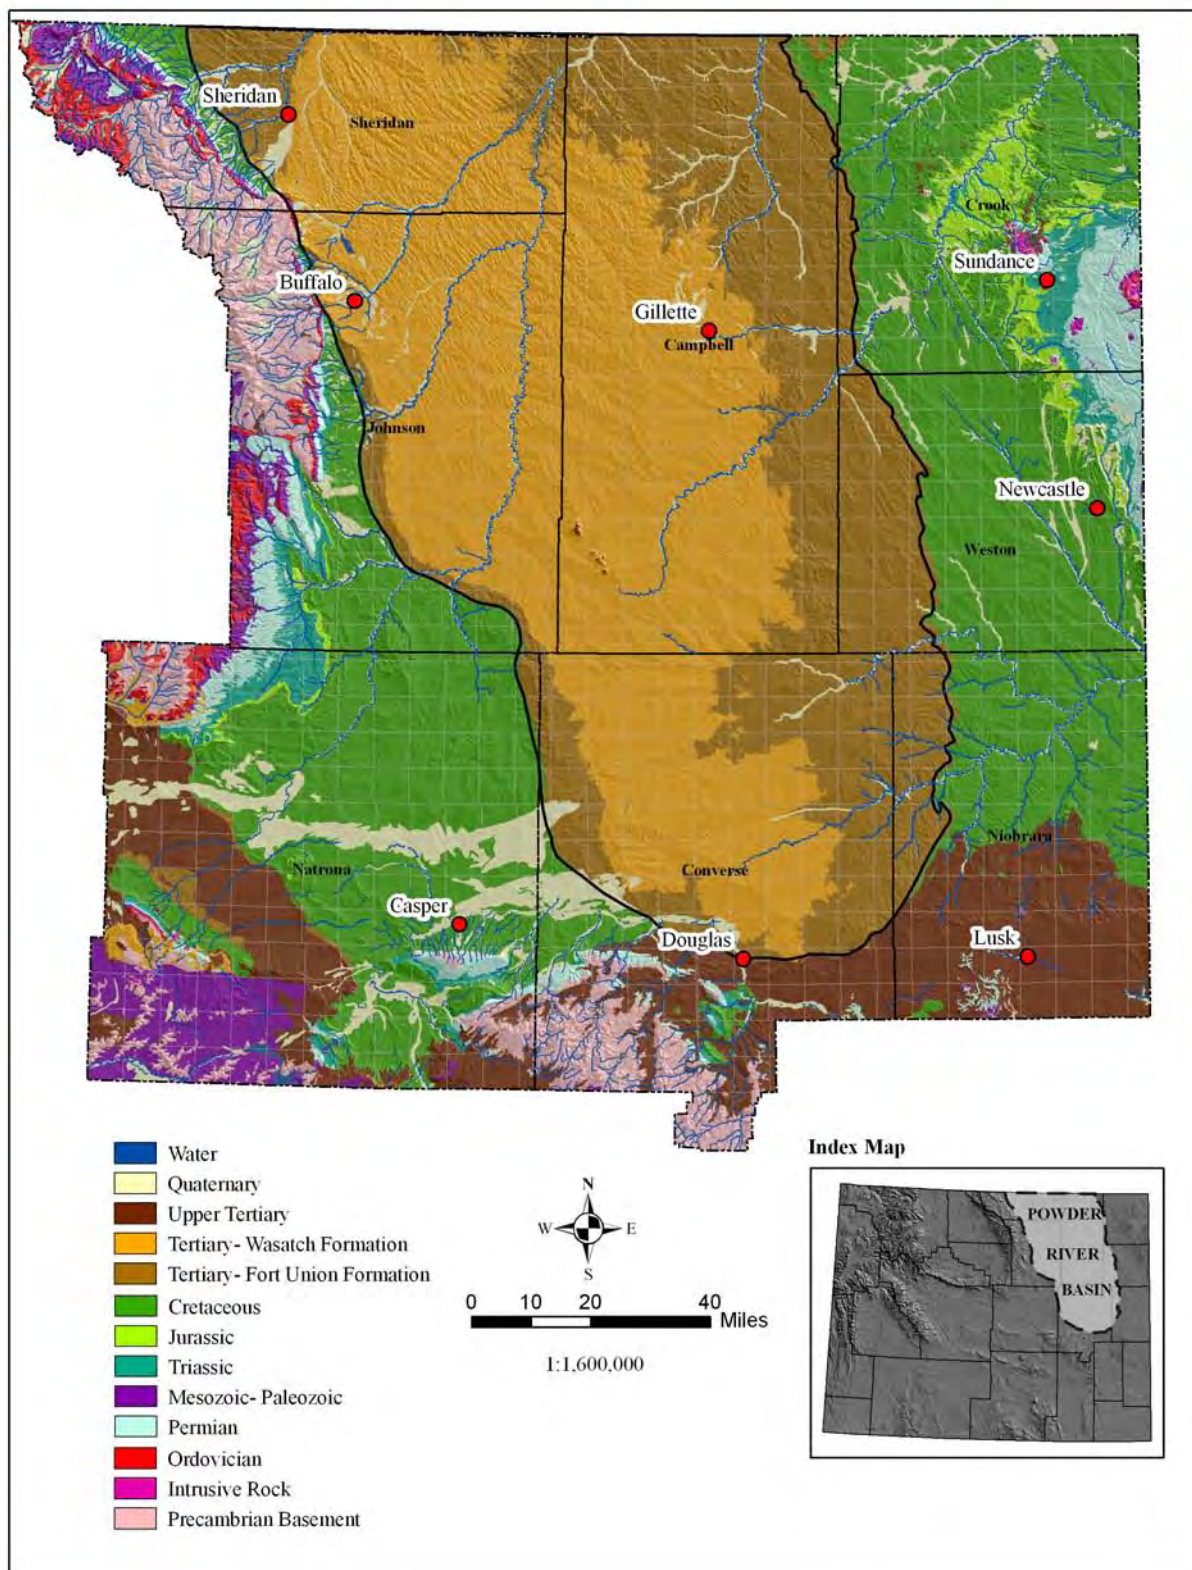 Sheridan
Sheridan
Crook
Sundance
Buffalo
Gillette
Campbell
Johnson
Newcastle
Weston
Niobrara
Natrona
Converse
Casper
Douglas
Lusk
Water
Quaternary
Upper Tertiary
Tertiary- Wasatch Formation
Tertiary- Fort Union Formation
Cretaceous
Jurassic
Triassic
Mesozoic- Paleozoic
Permian
Ordovician
Intrusive Rock
Precambrian Basement
N
W E
S
0 10 20 40 Miles
1:1,600,000
Index Map
POWDER
RIVER
BASIN